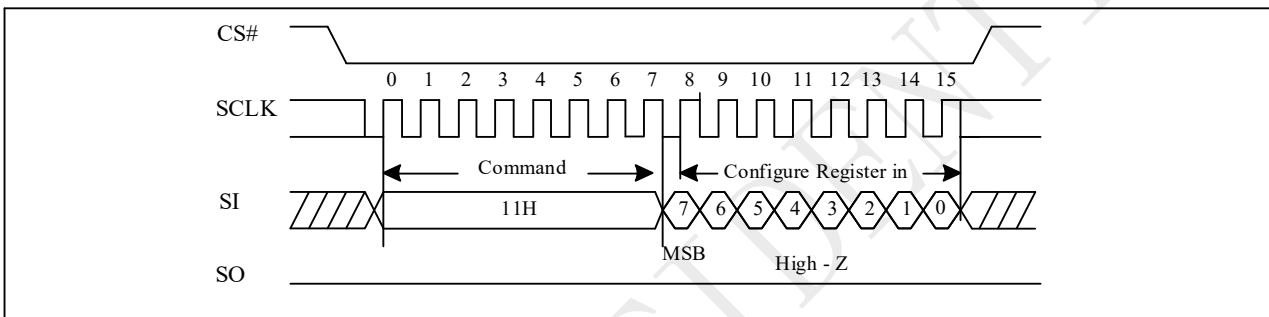 CS#
0 1 2 3 4 5 6 7 8 9 10 11 12 13 14 15
SCLK
Command Configure Register in
SI 11H 7 6 5 4 3 2 1 0
MSB High - Z
SO